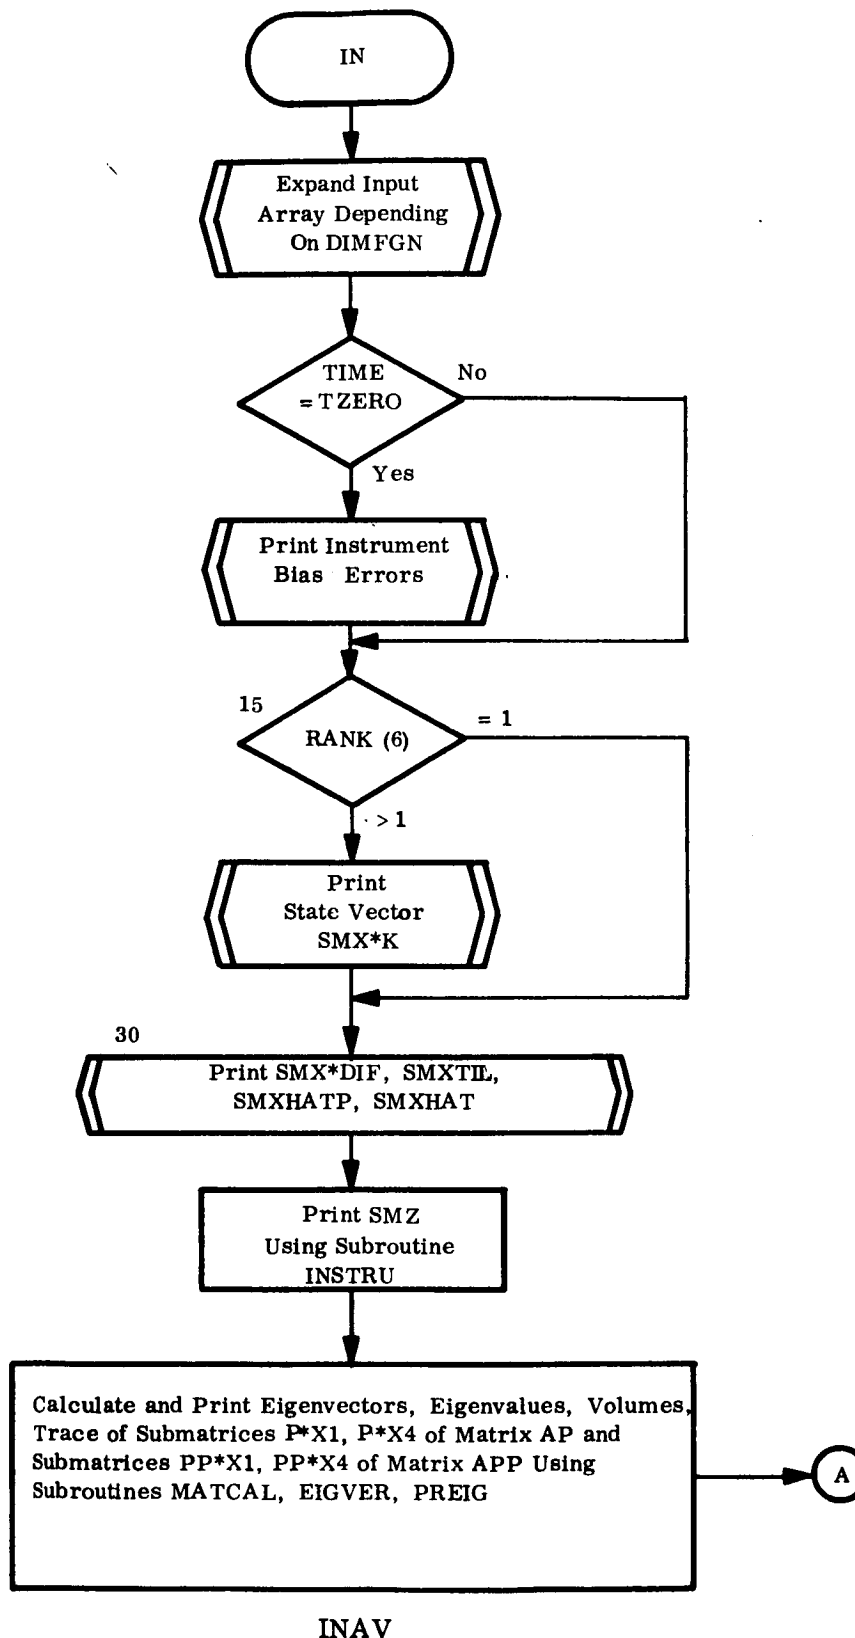 IN
Expand Input
Array Depending
On DIMFGN
TIME
= TZERO
No
Yes
Print Instrument
Bias Errors
15
RANK (6)
= 1
> 1
Print
State Vector
SMX*K
30
Print SMX*DIF, SMXTIL,
SMXHATP, SMXHAT
Print SMZ
Using Subroutine
INSTRU
Calculate and Print Eigenvectors, Eigenvalues, Volumes,
Trace of Submatrices P*X1, P*X4 of Matrix AP and
Submatrices PP*X1, PP*X4 of Matrix APP Using
Subroutines MATCAL, EIGVER, PREIG
A
INAV